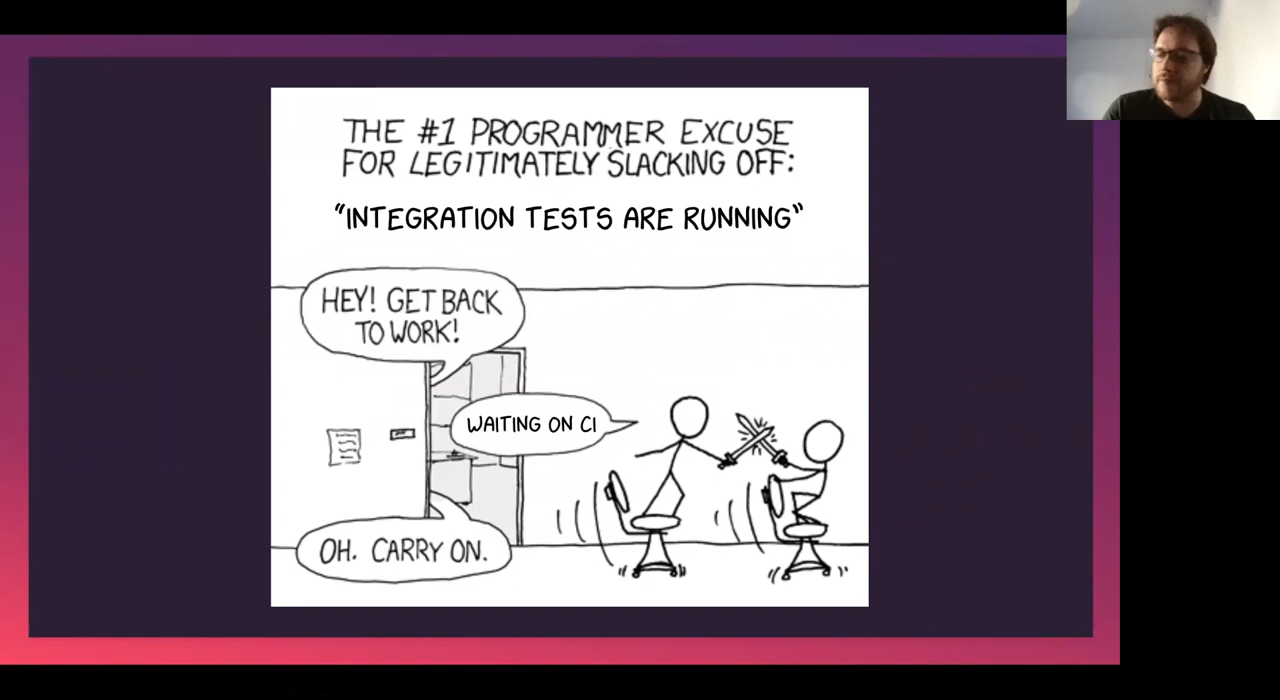 THE #1 PROGRAMMER EXCUSE
FOR LEGITIMATELY SLACKING OFF:
"INTEGRATION TESTS ARE RUNNING"
HEY! GET BACK
TO WORK!
WAITING ON CI
OH. CARRY ON.